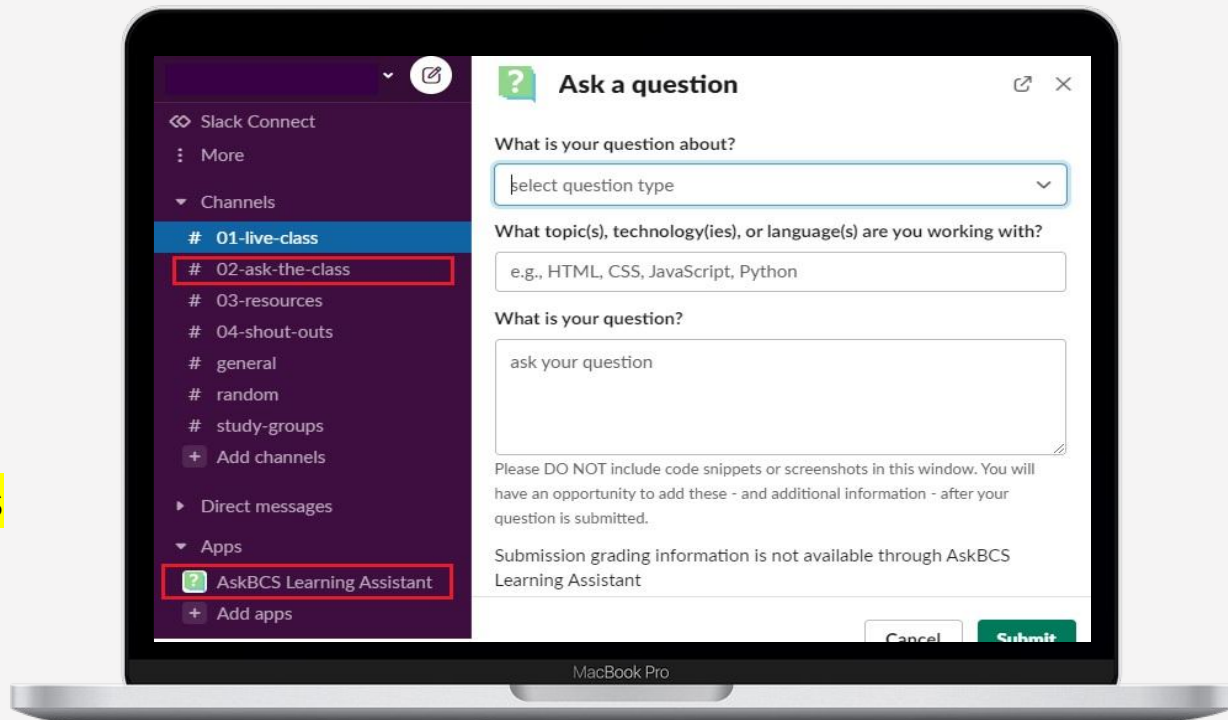 Slack Connect
More
Channels
# 01-live-class
# 02-ask-the-class
# 03-resources
# 04-shout-outs
# general
# random
# study-groups
+ Add channels
Direct messages
Apps
? AskBCS Learning Assistant
+ Add apps
? Ask a question
What is your question about?
select question type
What topic(s), technology(ies), or language(s) are you working with?
e.g., HTML, CSS, JavaScript, Python
What is your question?
ask your question
Please DO NOT include code snippets or screenshots in this window. You will
have an opportunity to add these - and additional information - after your
question is submitted.
Submission grading information is not available through AskBCS
Learning Assistant
Cancel
Submit
MacBook Pro